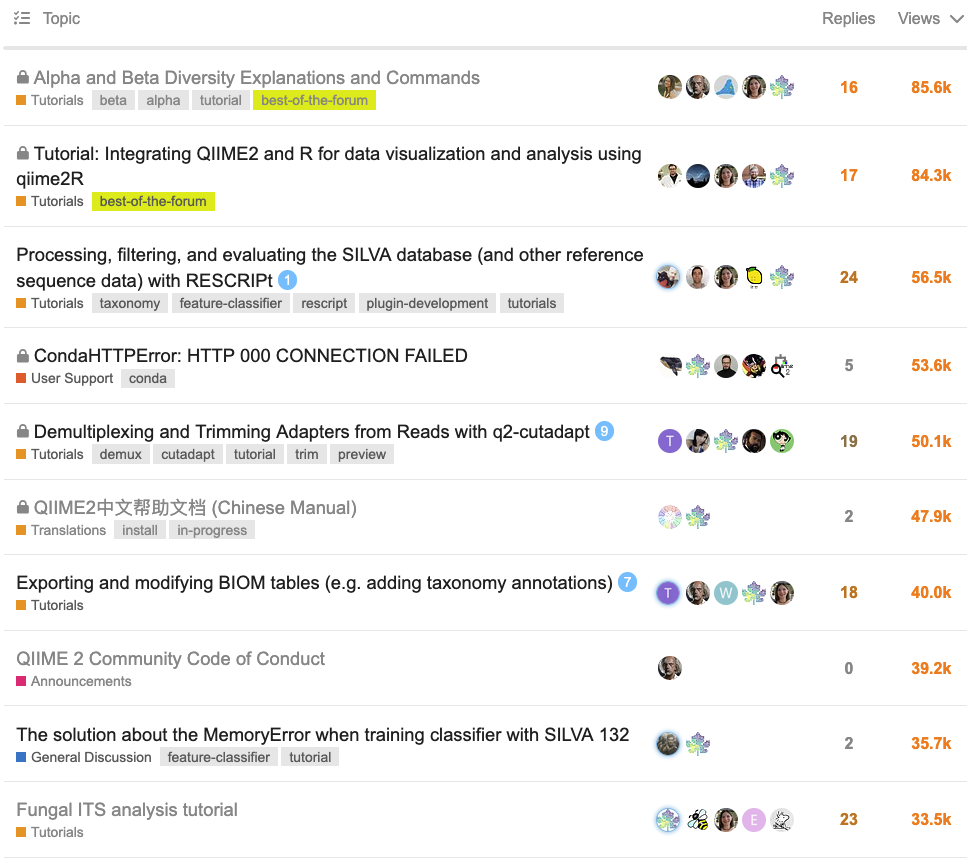 Topic Replies Views
Alpha and Beta Diversity Explanations and Commands
Tutorials beta alpha tutorial best-of-the-forum
16 85.6k
Tutorial: Integrating QIIME2 and R for data visualization and analysis using
qiime2R
Tutorials best-of-the-forum
17 84.3k
Processing, filtering, and evaluating the SILVA database (and other reference
sequence data) with RESCRIPt 1
Tutorials taxonomy feature-classifier rescript plugin-development tutorials
24 56.5k
CondaHTTPError: HTTP 000 CONNECTION FAILED
User Support conda
5 53.6k
Demultiplexing and Trimming Adapters from Reads with q2-cutadapt 9
Tutorials demux cutadapt tutorial trim preview
T
19 50.1k
QIIME2中文帮助文档 (Chinese Manual)
Translations install in-progress
2 47.9k
Exporting and modifying BIOM tables (e.g. adding taxonomy annotations) 7
Tutorials
T W
18 40.0k
QIIME 2 Community Code of Conduct
Announcements
0 39.2k
The solution about the MemoryError when training classifier with SILVA 132
General Discussion feature-classifier tutorial
2 35.7k
Fungal ITS analysis tutorial
Tutorials
E
23 33.5k